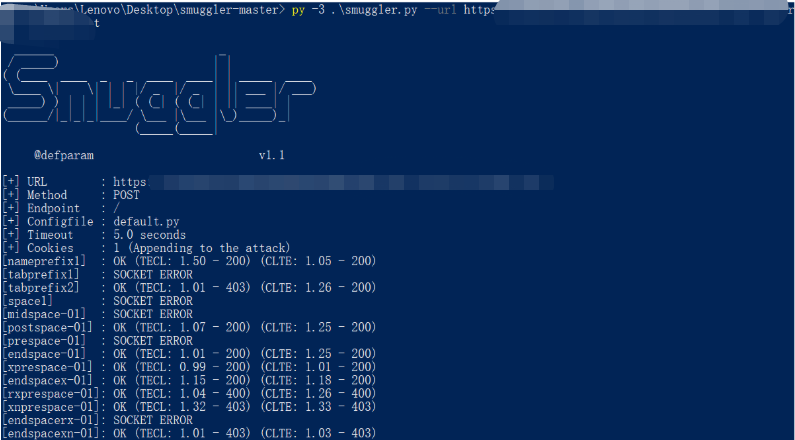 \Lenovo\Desktop\smuggler-master> py -3 .\smuggler.py --url https
t
Smuggler
@defparam v1.1
[+] URL : https
[+] Method : POST
[+] Endpoint : /
[+] Configfile : default.py
[+] Timeout : 5.0 seconds
[+] Cookies : 1 (Appending to the attack)
[nameprefix1] : OK (TECL: 1.50 - 200) (CLTE: 1.05 - 200)
[tabprefix1] : SOCKET ERROR
[tabprefix2] : OK (TECL: 1.01 - 403) (CLTE: 1.26 - 200)
[space1] : SOCKET ERROR
[midspace-01] : SOCKET ERROR
[postspace-01] : OK (TECL: 1.07 - 200) (CLTE: 1.25 - 200)
[prespace-01] : SOCKET ERROR
[endspace-01] : OK (TECL: 1.01 - 200) (CLTE: 1.25 - 200)
[xprespace-01] : OK (TECL: 0.99 - 200) (CLTE: 1.01 - 200)
[endspacex-01] : OK (TECL: 1.15 - 200) (CLTE: 1.18 - 200)
[rxprespace-01]: OK (TECL: 1.04 - 400) (CLTE: 1.26 - 400)
[xnprespace-01]: OK (TECL: 1.32 - 403) (CLTE: 1.33 - 403)
[endspacerx-01]: SOCKET ERROR
[endspacexn-01]: OK (TECL: 1.01 - 403) (CLTE: 1.03 - 403)